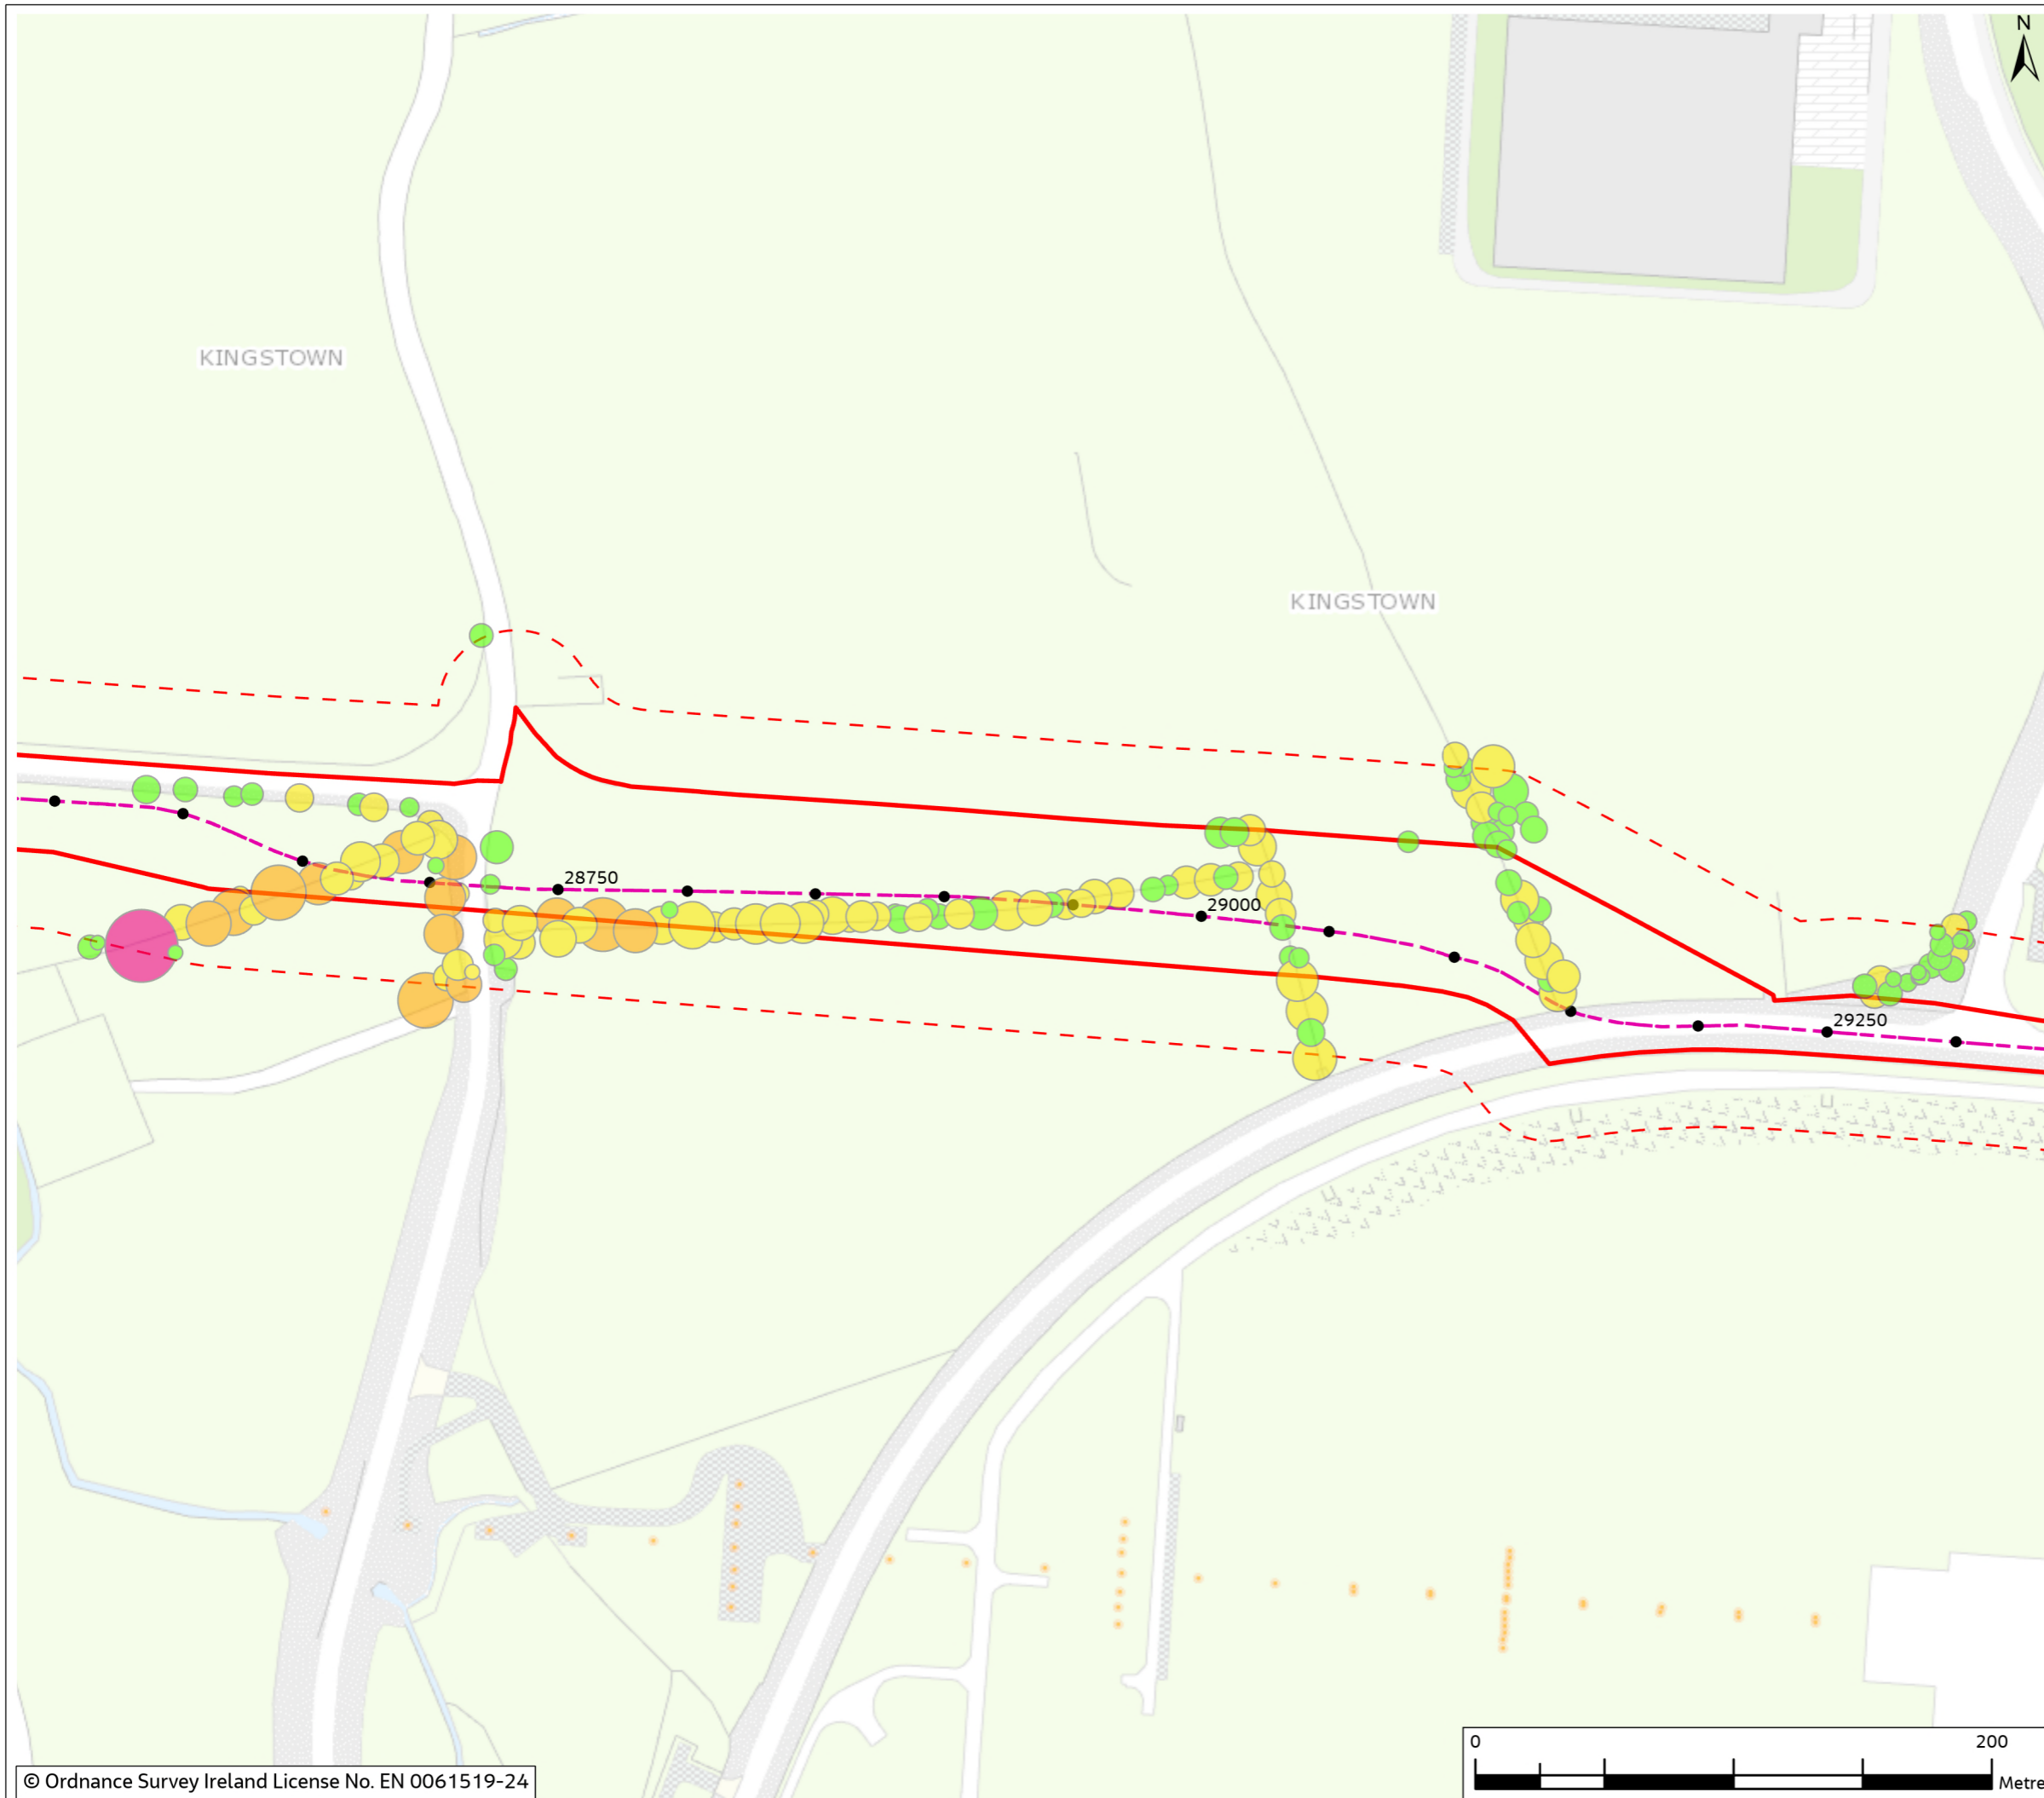 N
KINGSTOWN
KINGSTOWN
28750
29000
29250
0 200
Metre
© Ordnance Survey Ireland License No. EN 0061519-24